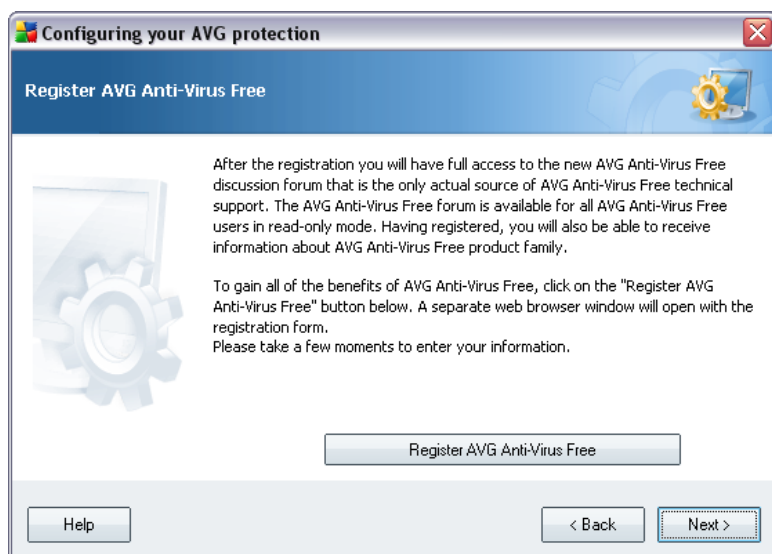 Configuring your AVG protection
Register AVG Anti-Virus Free
After the registration you will have full access to the new AVG Anti-Virus Free
discussion forum that is the only actual source of AVG Anti-Virus Free technical
support. The AVG Anti-Virus Free forum is available for all AVG Anti-Virus Free
users in read-only mode. Having registered, you will also be able to receive
information about AVG Anti-Virus Free product family.
To gain all of the benefits of AVG Anti-Virus Free, click on the "Register AVG
Anti-Virus Free" button below. A separate web browser window will open with the
registration form.
Please take a few moments to enter your information.
Register AVG Anti-Virus Free
Help
< Back
Next >